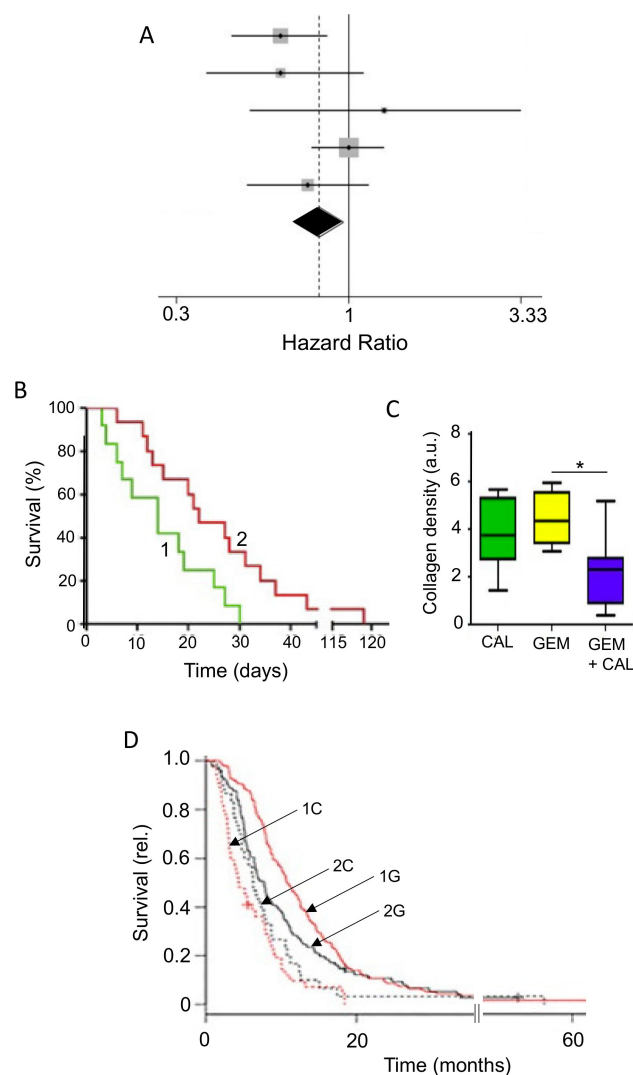 A
0.3 1 3.33
Hazard Ratio
B
100
80
60
40
20
0
Survival (%)
1
2
0 10 20 30 40 115 120
Time (days)
C
8
6
4
2
0
Collagen density (a.u.)
*
CAL GEM GEM
+ CAL
D
1.0
0.8
0.6
0.4
0.2
0
Survival (rel.)
1C
2C
1G
2G
0 20 60
Time (months)